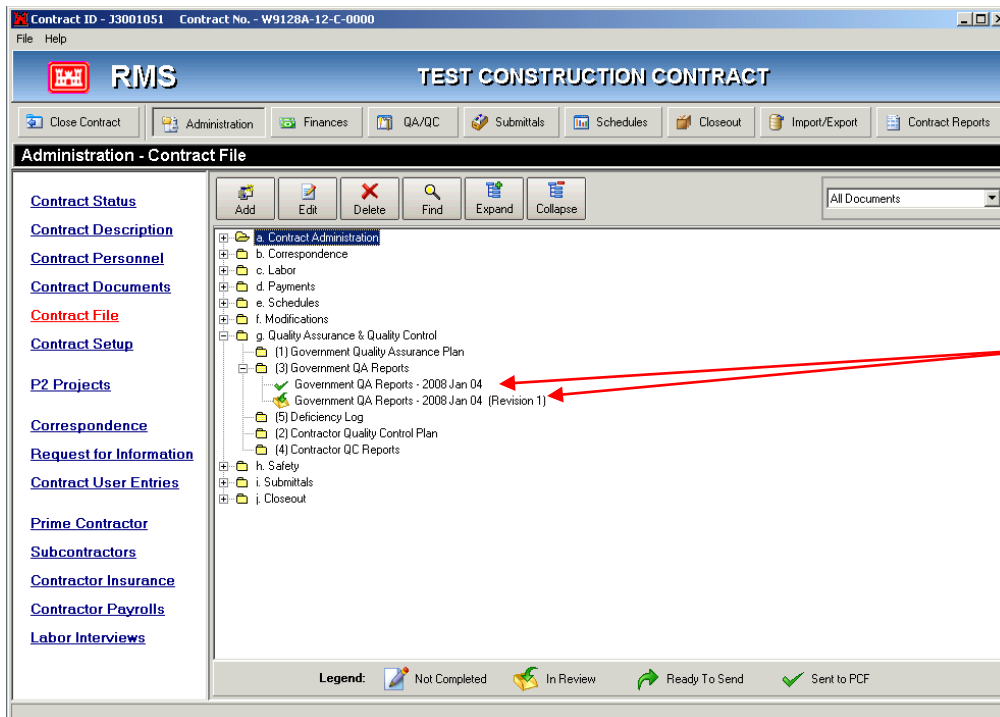 Contract ID - J3001051 Contract No. - W9128A-12-C-0000
File Help
RMS TEST CONSTRUCTION CONTRACT
Close Contract Administration Finances QA/QC Submittals Schedules Closeout Import/Export Contract Reports
Administration - Contract File
Contract Status
Contract Description
Contract Personnel
Contract Documents
Contract File
Contract Setup
P2 Projects
Correspondence
Request for Information
Contract User Entries
Prime Contractor
Subcontractors
Contractor Insurance
Contractor Payrolls
Labor Interviews
Add Edit Delete Find Expand Collapse All Documents
a. Contract Administration
b. Correspondence
c. Labor
d. Payments
e. Schedules
f. Modifications
g. Quality Assurance & Quality Control
(1) Government Quality Assurance Plan
(3) Government QA Reports
Government QA Reports - 2008 Jan 04
Government QA Reports - 2008 Jan 04 (Revision 1)
(5) Deficiency Log
(2) Contractor Quality Control Plan
(4) Contractor QC Reports
h. Safety
i. Submittals
j. Closeout
Legend: Not Completed In Review Ready To Send Sent to PCF